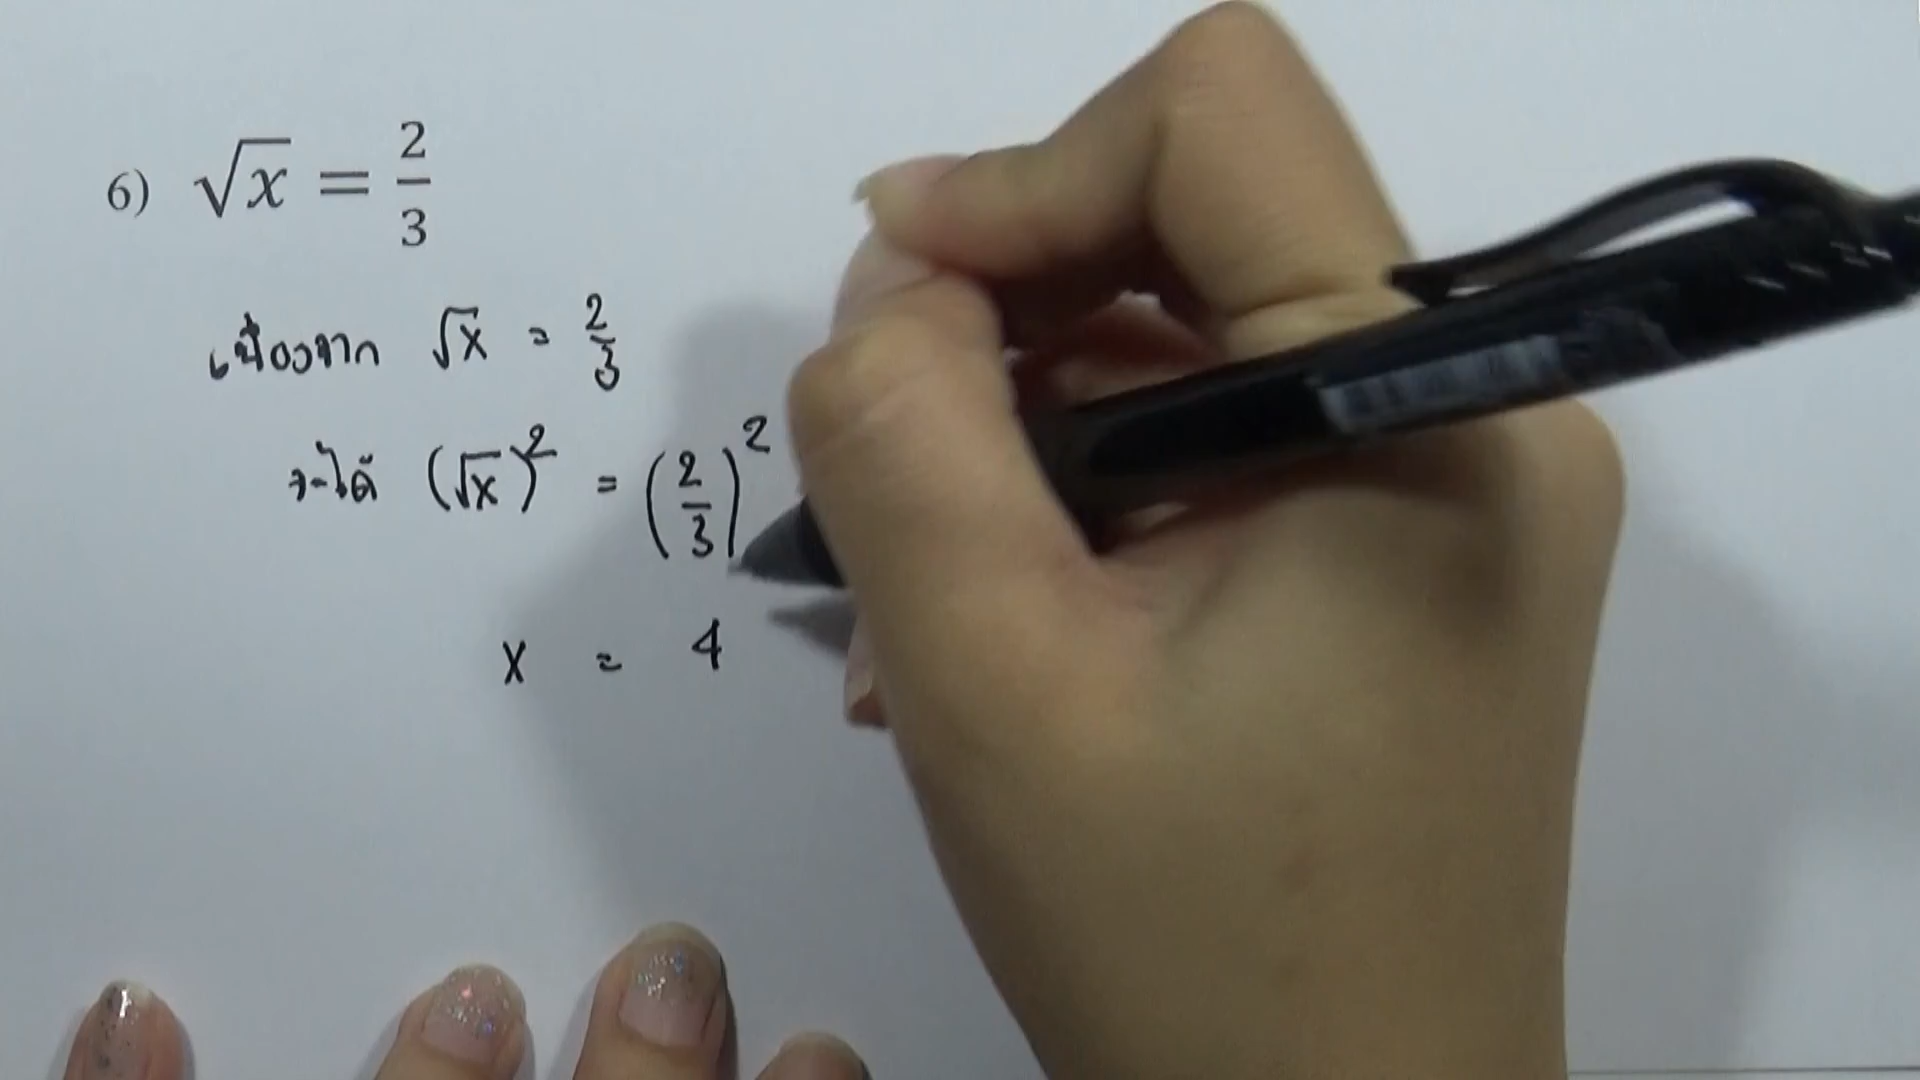 6) √x = 2/3
เนื่องจาก √x = 2/3
จะได้ (√x)² = (2/3)²
x = 4